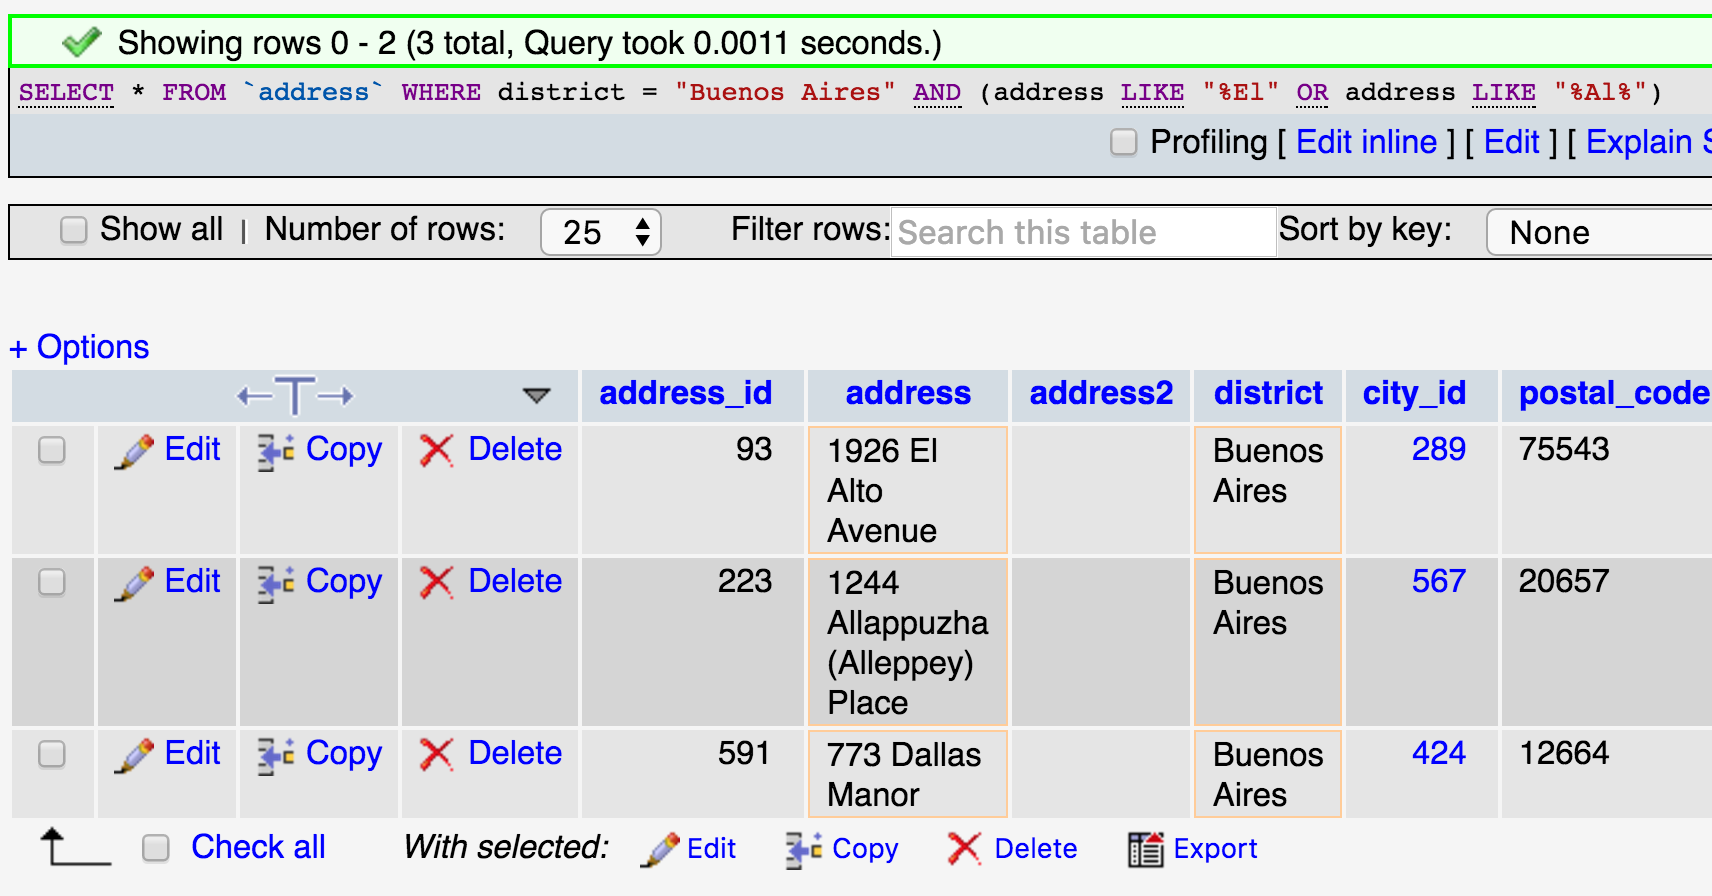 Showing rows 0 - 2 (3 total, Query took 0.0011 seconds.)
SELECT * FROM `address` WHERE district = "Buenos Aires" AND (address LIKE "%El" OR address LIKE "%Al%")
Profiling [ Edit inline ] [ Edit ] [ Explain S
Show all | Number of rows: 25 Filter rows: Search this table Sort by key: None
+ Options
←T→ address_id address address2 district city_id postal_code
Edit Copy Delete 93 1926 El Buenos 289 75543
Alto Aires
Avenue
Edit Copy Delete 223 1244 Buenos 567 20657
Allappuzha Aires
(Alleppey)
Place
Edit Copy Delete 591 773 Dallas Buenos 424 12664
Manor Aires
Check all With selected: Edit Copy Delete Export